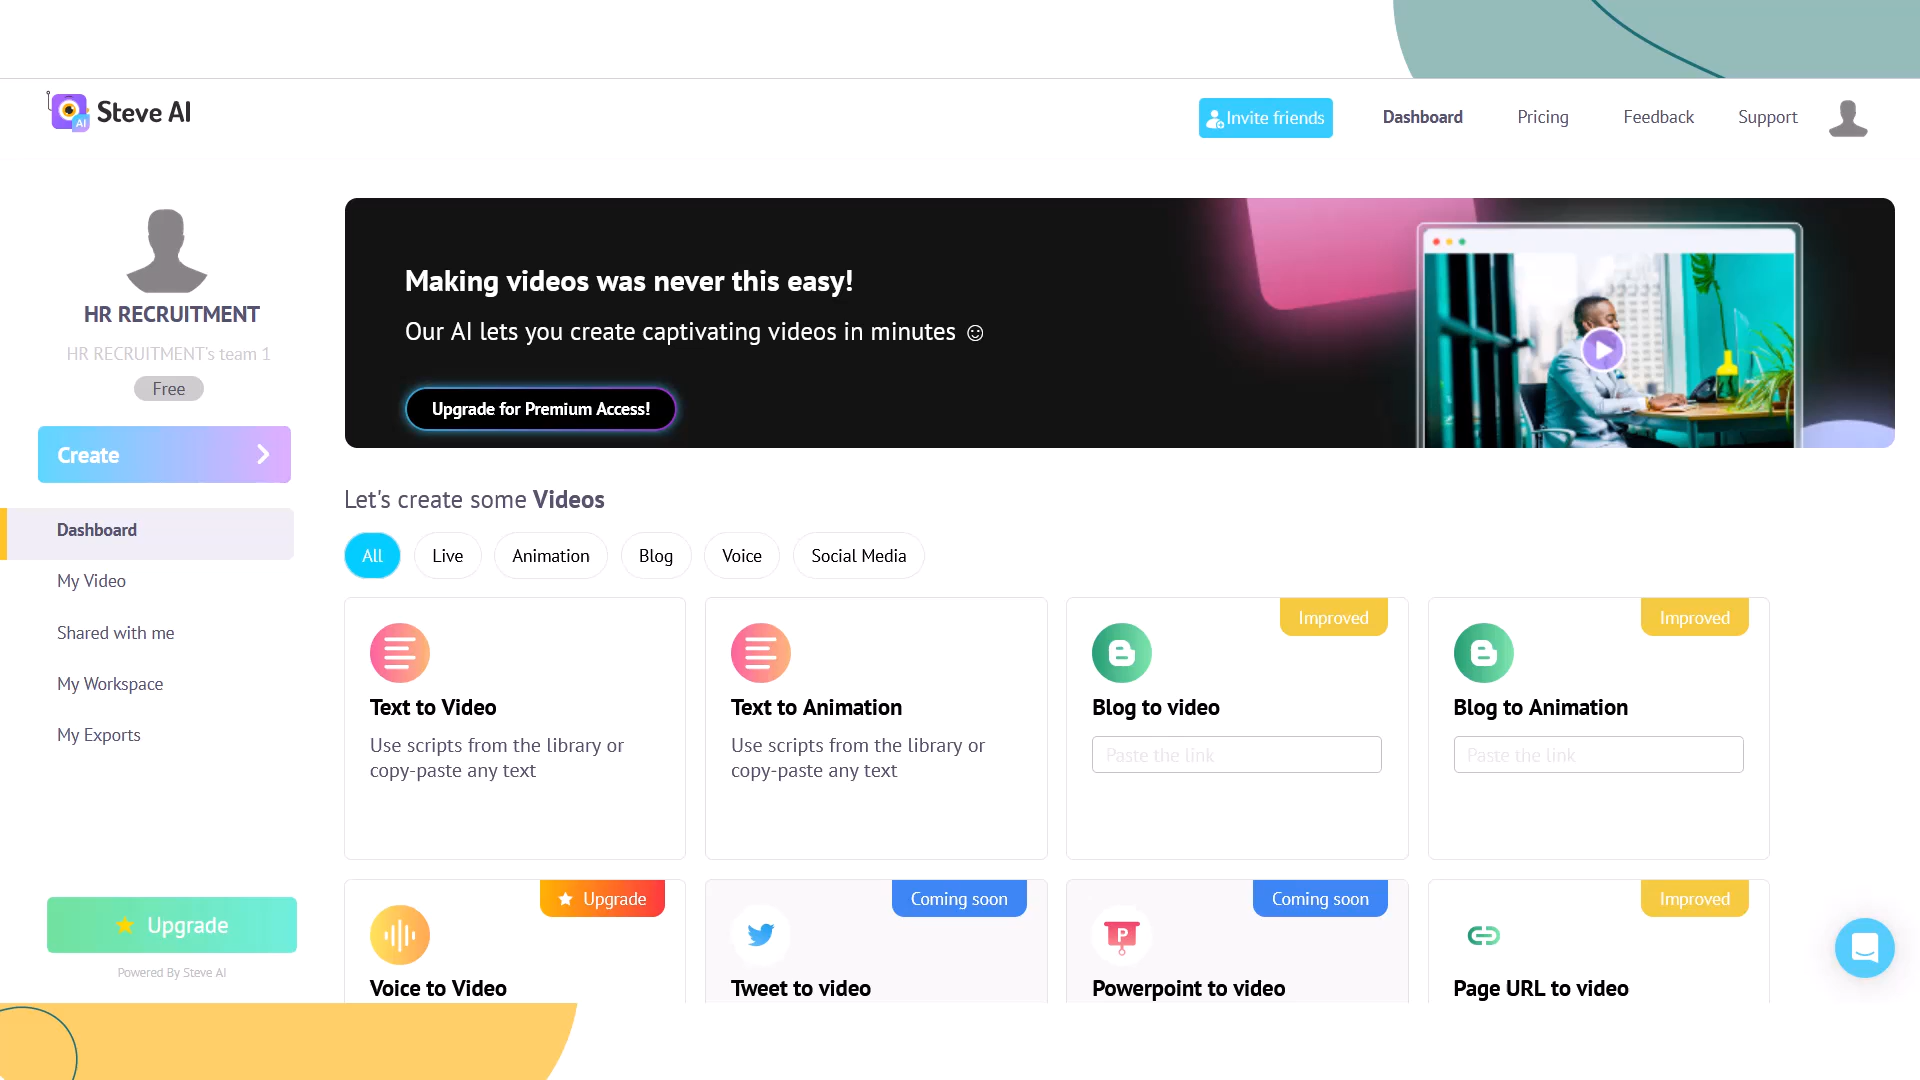 Steve AI
AI
Invite friends
Dashboard
Pricing
Feedback
Support
HR RECRUITMENT
HR RECRUITMENT's team 1
Free
Create
Dashboard
My Video
Shared with me
My Workspace
My Exports
Upgrade
Powered By Steve AI
Making videos was never this easy!
Our AI lets you create captivating videos in minutes ☺
Upgrade for Premium Access!
Let's create some Videos
All
Live
Animation
Blog
Voice
Social Media
Text to Video
Use scripts from the library or
copy-paste any text
Text to Animation
Use scripts from the library or
copy-paste any text
Improved
Blog to video
Paste the link
Improved
Blog to Animation
Paste the link
Upgrade
Voice to Video
Coming soon
Tweet to video
Coming soon
P
Powerpoint to video
Improved
Page URL to video